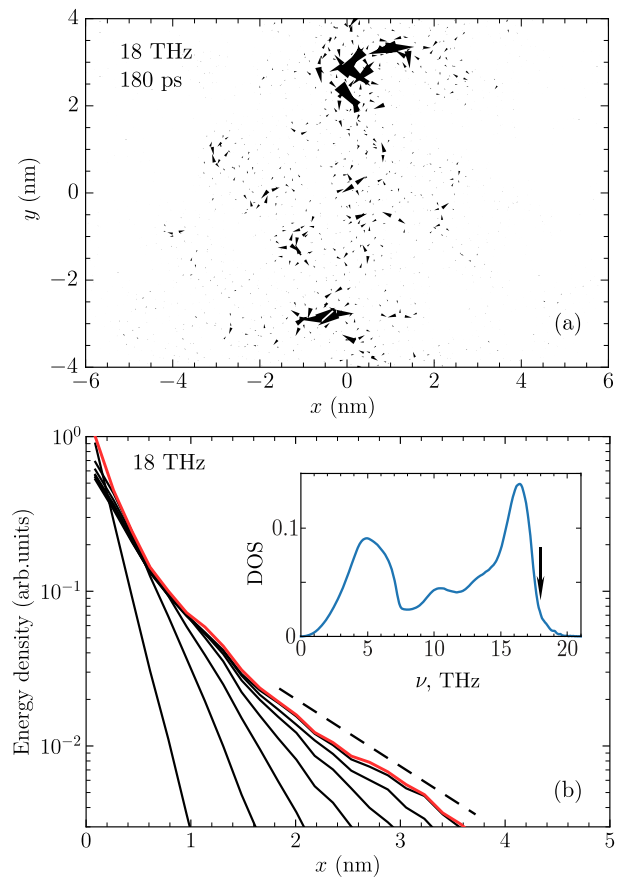 4
18 THz
180 ps
2
y (nm)
0
−2
(a)
−4
−6 −4 −2 0 2 4 6
x (nm)
10^0
18 THz
0.1
DOS
0
0 5 10 15 20
ν, THz
10^−1
Energy density (arb.units)
10^−2
(b)
0 1 2 3 4 5
x (nm)